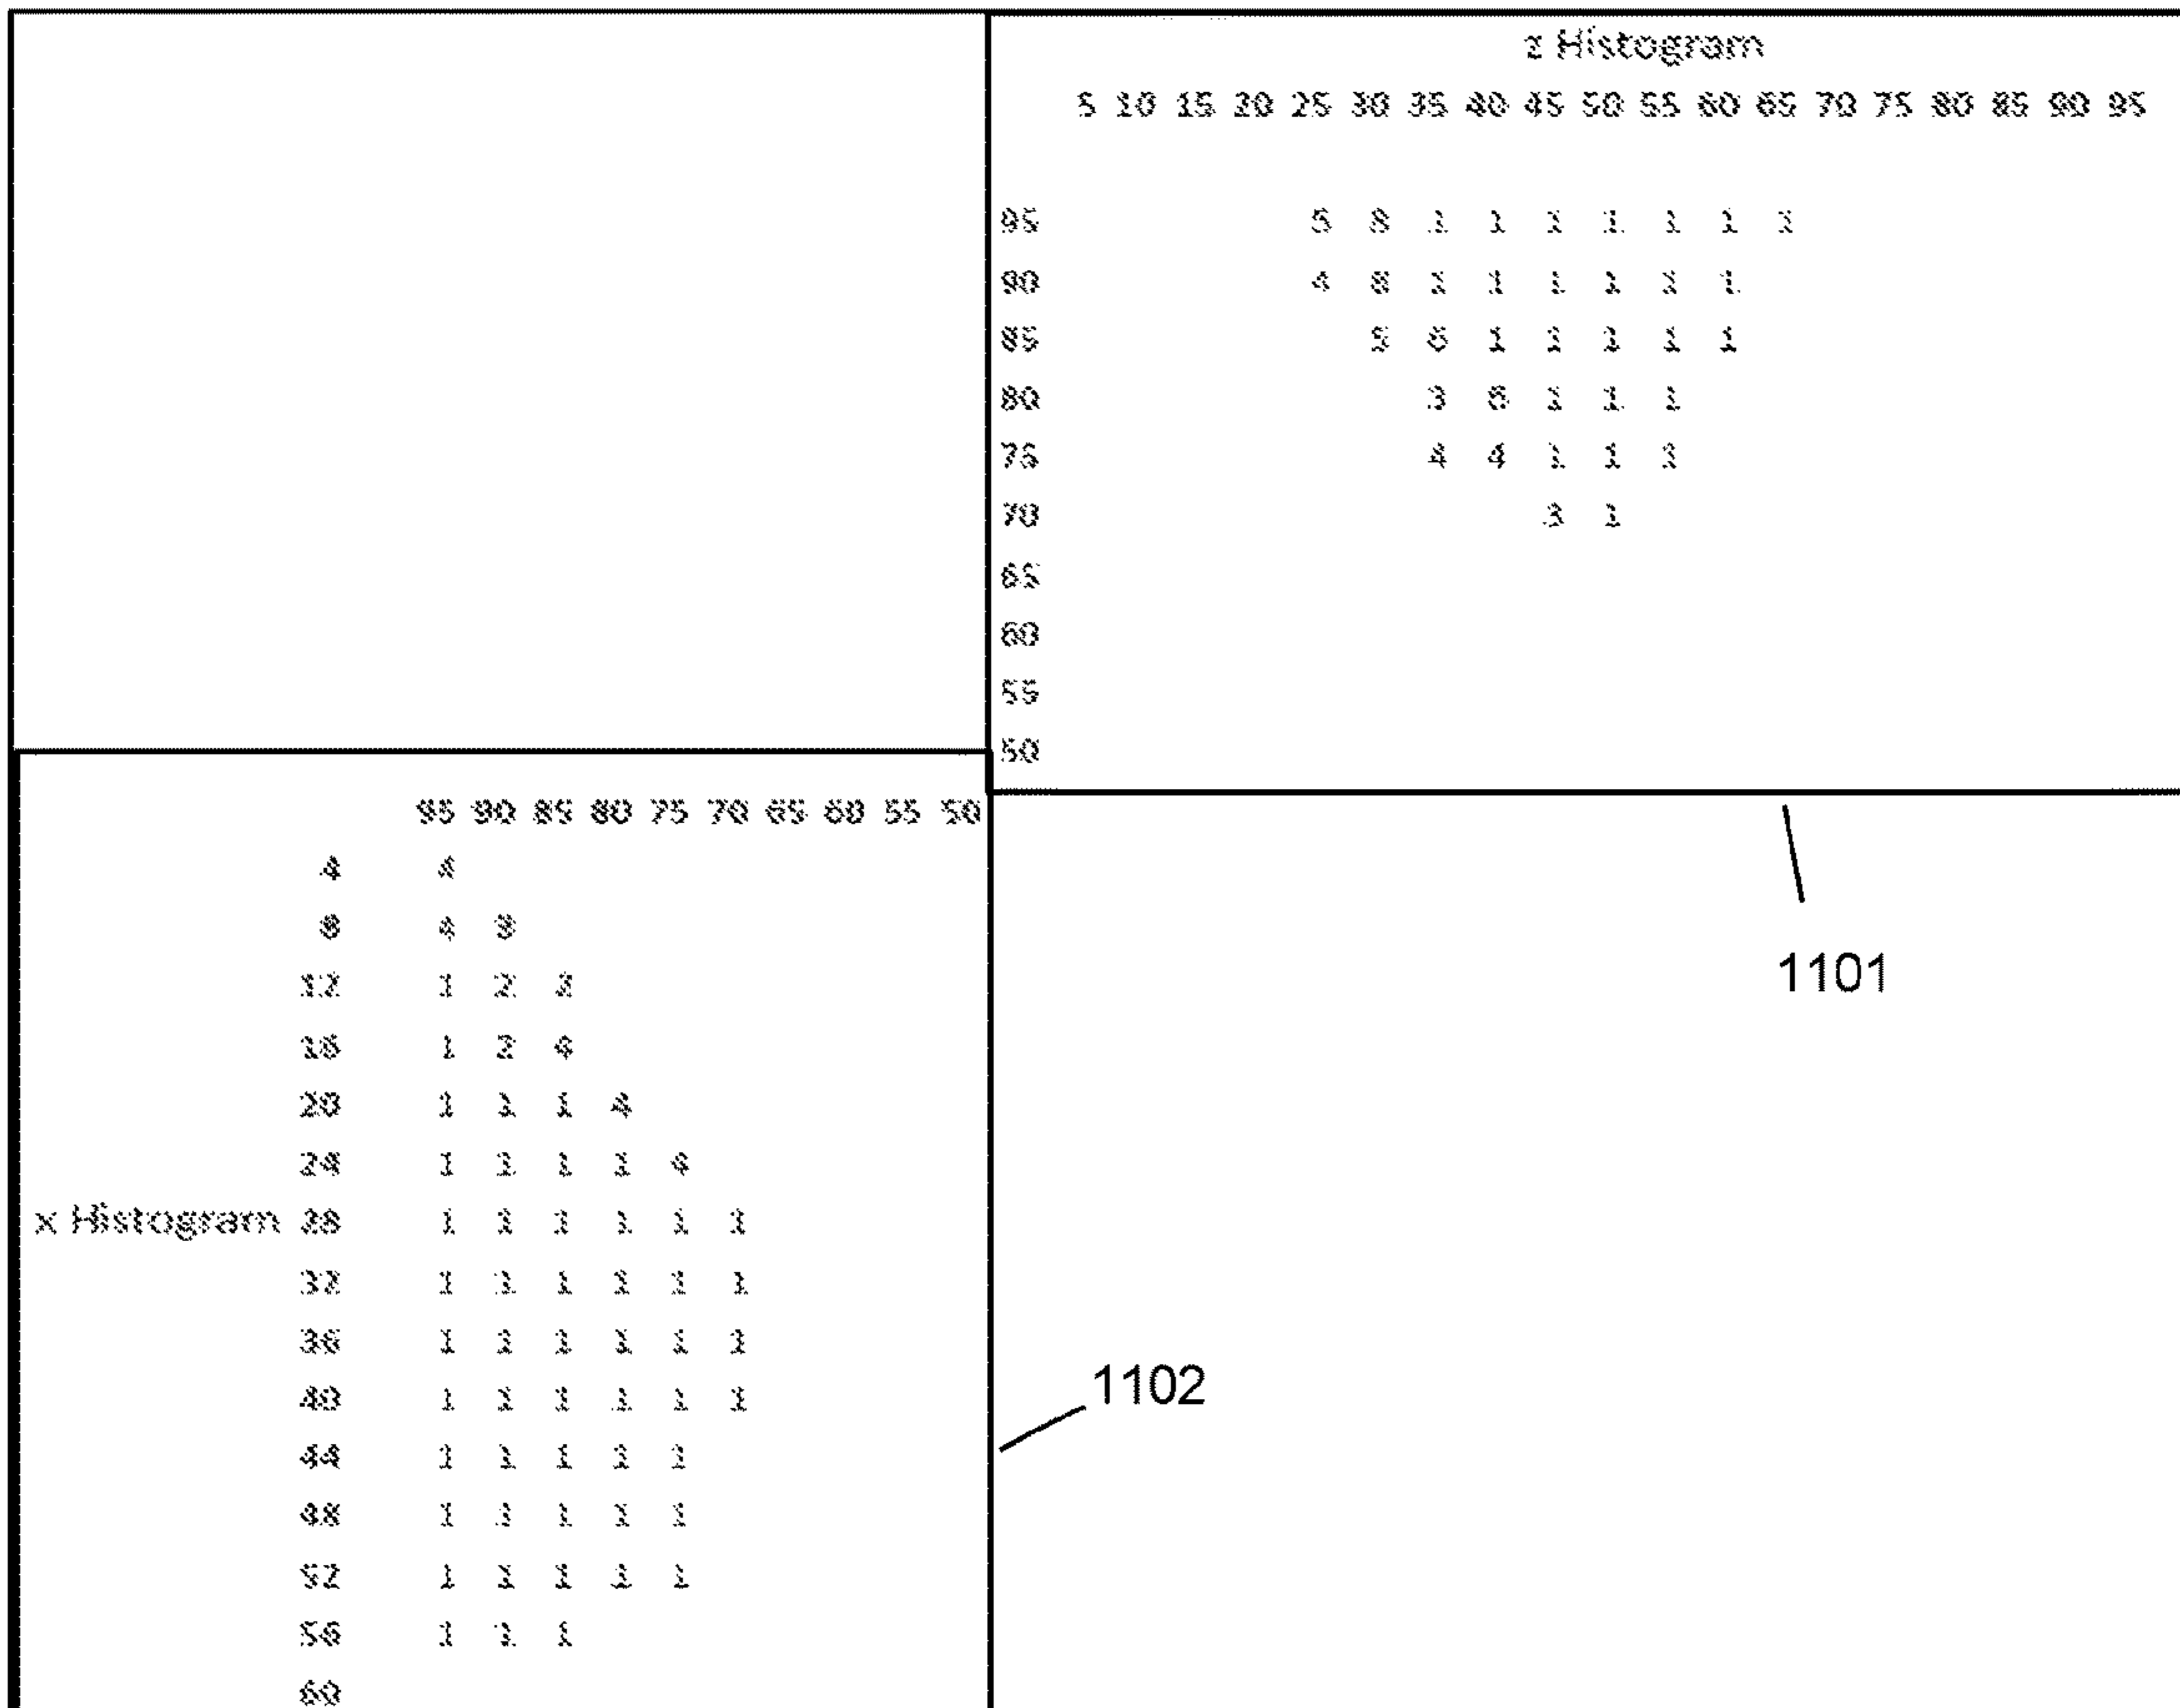 z Histogram
5 10 15 20 25 30 35 40 45 50 55 60 65 70 75 80 85 90 95
95 5 8 1 1 1 1 1 1 1
90 4 8 1 1 1 1 1 1
85 5 6 1 1 1 1 1
80 3 6 1 1 1
75 4 4 1 1 1
70 3 1
65
60
55
50
95 90 85 80 75 70 65 60 55 50
4 4
8 4 3
12 1 2 3
16 1 2 4
20 1 1 1 4
24 1 1 1 1 4
x Histogram 28 1 1 1 1 1 1
32 1 1 1 1 1 1
36 1 1 1 1 1 1
40 1 1 1 1 1 1
44 1 1 1 1 1
48 1 1 1 1 1
52 1 1 1 1 1
56 1 1 1
60
1101
1102